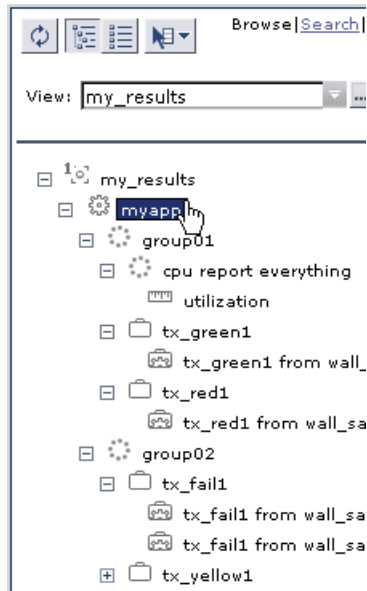 Browse|Search|
View: my_results
1 my_results
myapp
group01
cpu report everything
utilization
tx_green1
tx_green1 from wall_
tx_red1
tx_red1 from wall_sa
group02
tx_fail1
tx_fail1 from wall_sa
tx_fail1 from wall_sa
tx_yellow1